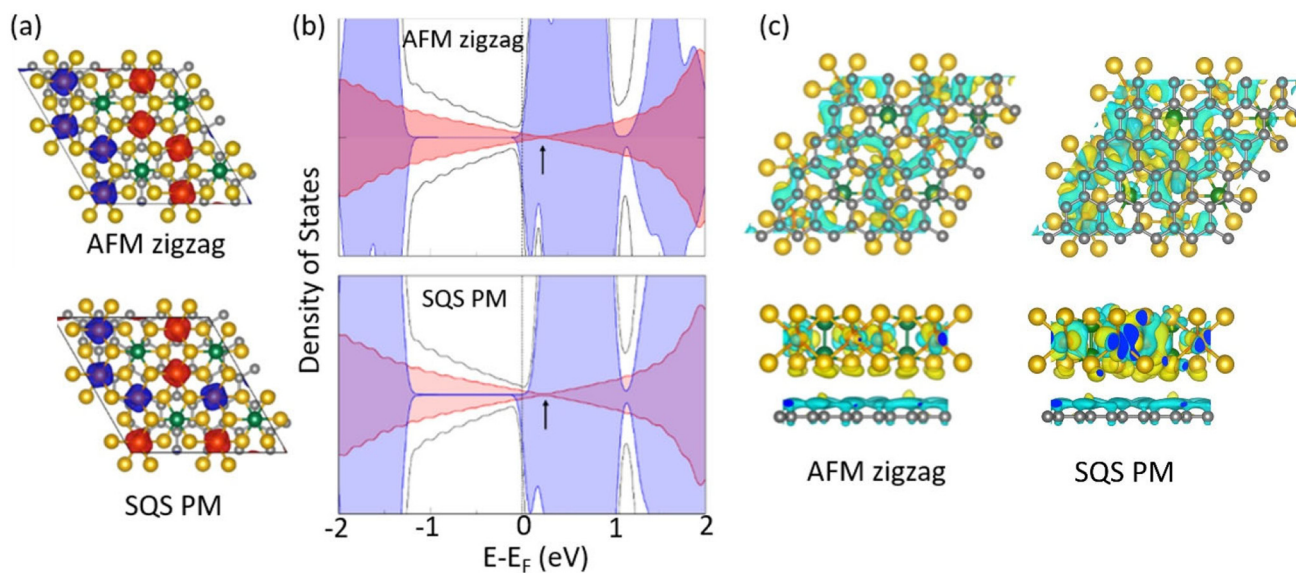 (a)
AFM zigzag
SQS PM
(b)
Density of States
AFM zigzag
SQS PM
-2 -1 0 1 2
E-E_F (eV)
(c)
AFM zigzag SQS PM